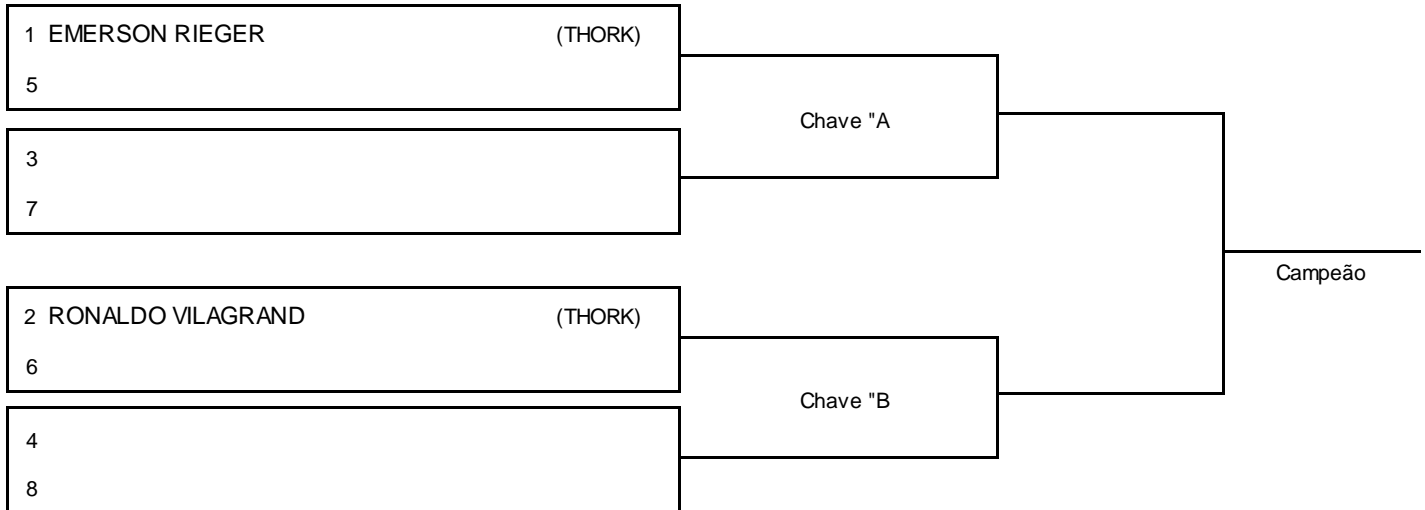 1 EMERSON RIEGER (THORK)
5
Chave "A
3
7
Campeão
2 RONALDO VILAGRAND (THORK)
6
Chave "B
4
8